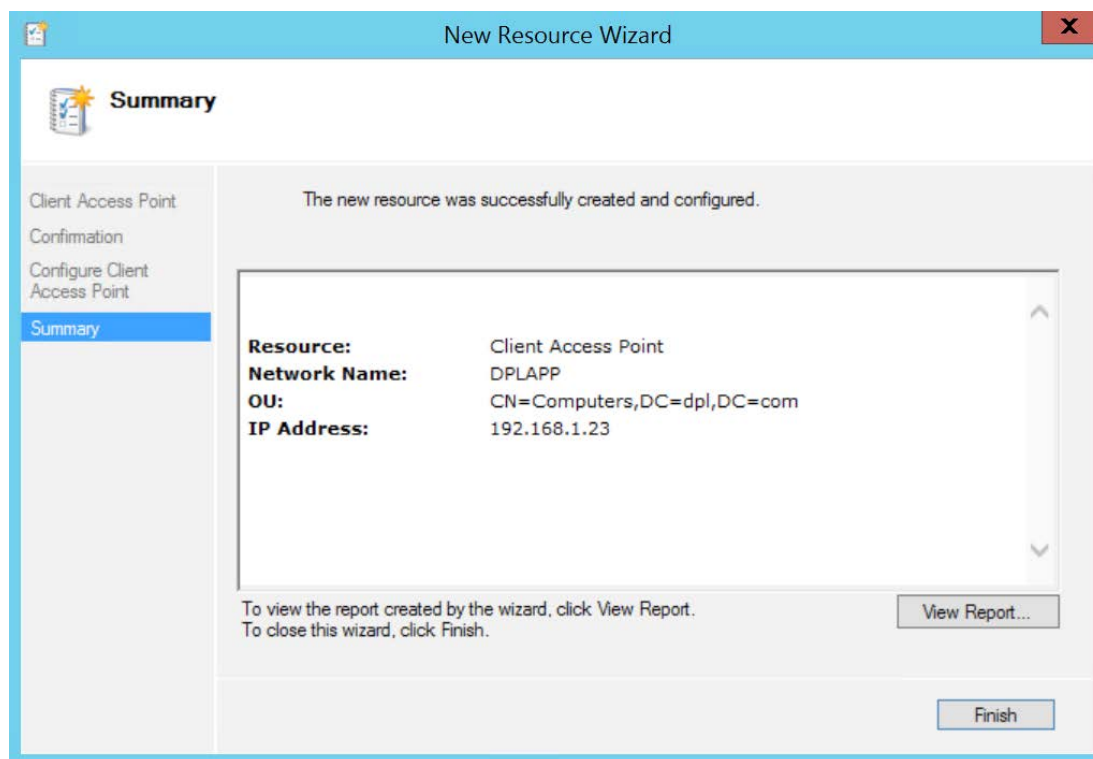 New Resource Wizard
X
Summary
Client Access Point
Confirmation
Configure Client
Access Point
Summary
The new resource was successfully created and configured.
Resource: Client Access Point
Network Name: DPLAPP
OU: CN=Computers,DC=dpl,DC=com
IP Address: 192.168.1.23
To view the report created by the wizard, click View Report.
To close this wizard, click Finish.
View Report...
Finish